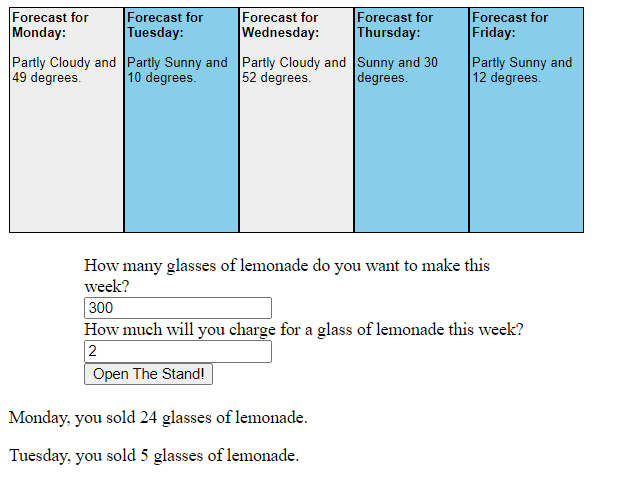 Forecast for
Monday:
Partly Cloudy and
49 degrees.
Forecast for
Tuesday:
Partly Sunny and
10 degrees.
Forecast for
Wednesday:
Partly Cloudy and
52 degrees.
Forecast for
Thursday:
Sunny and 30
degrees.
Forecast for
Friday:
Partly Sunny and
12 degrees.
How many glasses of lemonade do you want to make this
week?
300
How much will you charge for a glass of lemonade this week?
2
Open The Stand!
Monday, you sold 24 glasses of lemonade.
Tuesday, you sold 5 glasses of lemonade.